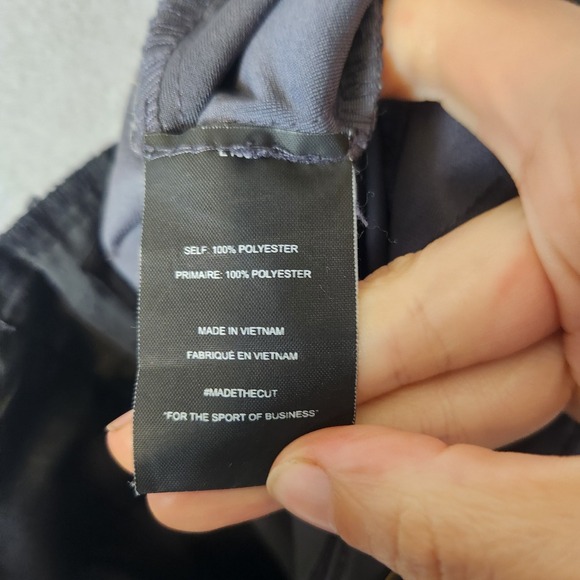 SELF: 100% POLYESTER
PRIMAIRE: 100% POLYESTER
MADE IN VIETNAM
FABRIQUÉ EN VIETNAM
#MADETHECUT
"FOR THE SPORT OF BUSINESS"